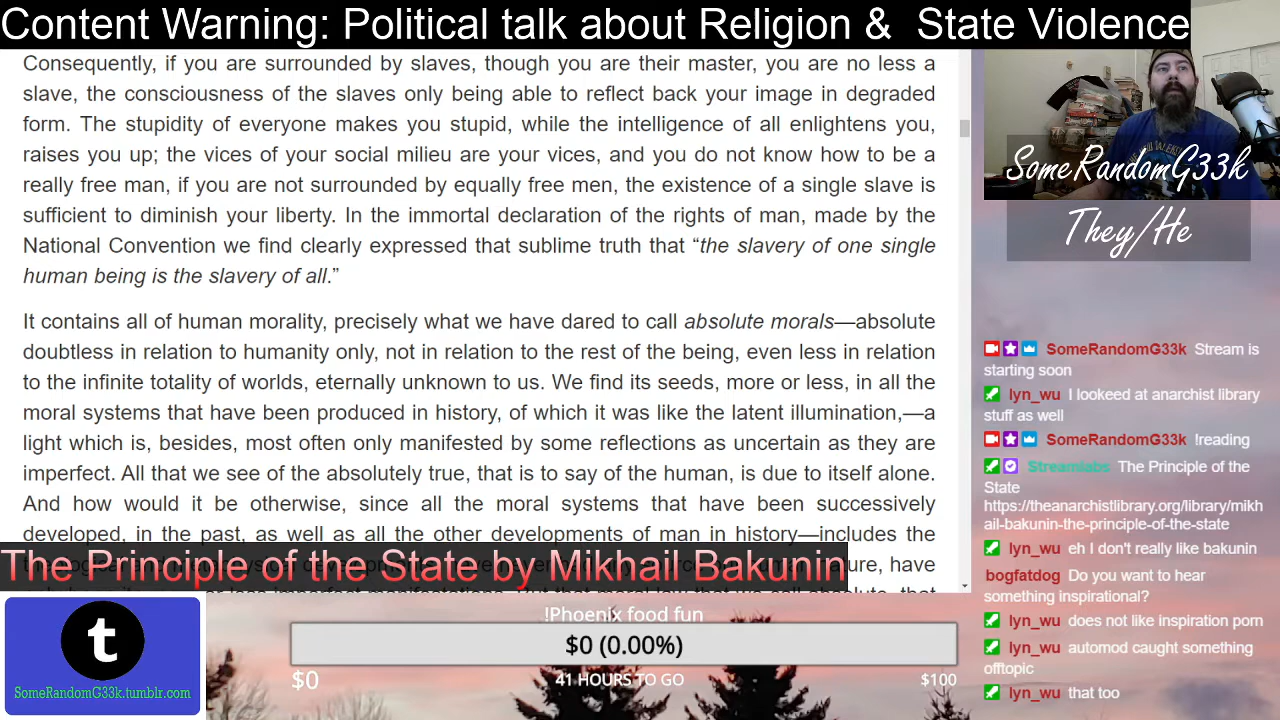 Content Warning: Political talk about Religion & State Violence
Consequently, if you are surrounded by slaves, though you are their master, you are no less a
slave, the consciousness of the slaves only being able to reflect back your image in degraded
form. The stupidity of everyone makes you stupid, while the intelligence of all enlightens you,
raises you up; the vices of your social milieu are your vices, and you do not know how to be a
really free man, if you are not surrounded by equally free men, the existence of a single slave is
sufficient to diminish your liberty. In the immortal declaration of the rights of man, made by the
National Convention we find clearly expressed that sublime truth that “the slavery of one single
human being is the slavery of all.”
It contains all of human morality, precisely what we have dared to call absolute morals—absolute
doubtless in relation to humanity only, not in relation to the rest of the being, even less in relation
to the infinite totality of worlds, eternally unknown to us. We find its seeds, more or less, in all the
moral systems that have been produced in history, of which it was like the latent illumination,—a
light which is, besides, most often only manifested by some reflections as uncertain as they are
imperfect. All that we see of the absolutely true, that is to say of the human, is due to itself alone.
And how would it be otherwise, since all the moral systems that have been successively
developed, in the past, as well as all the other developments of man in history—includes the
ture, have
The Principle of the State by Mikhail Bakunin
t
SomeRandomG33k.tumblr.com
!Phoenix food fun
$0 (0.00%)
$0
41 HOURS TO GO
$100
SomeRandomG33k
They/He
SomeRandomG33k Stream is
starting soon
lyn_wu I lookeed at anarchist library
stuff as well
SomeRandomG33k !reading
Streamlabs The Principle of the
State
https://theanarchistlibrary.org/library/mikh
ail-bakunin-the-principle-of-the-state
lyn_wu eh I don't really like bakunin
bogfatdog Do you want to hear
something inspirational?
lyn_wu does not like inspiration porn
lyn_wu automod caught something
offtopic
lyn_wu that too